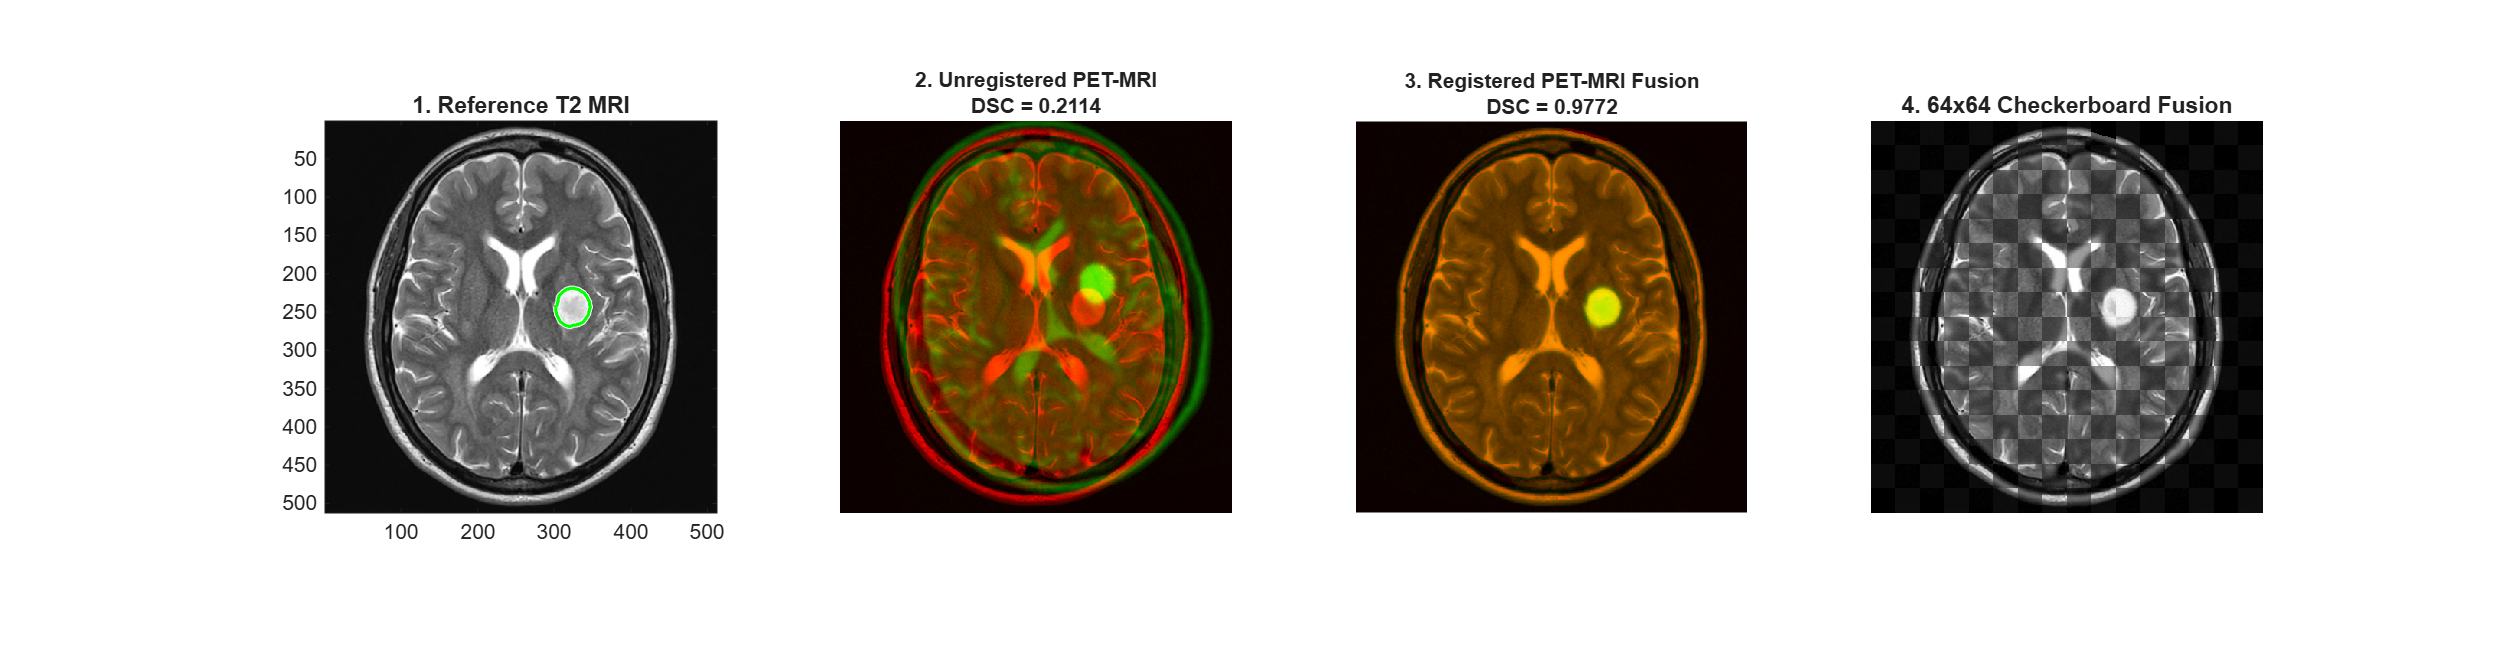 1. Reference T2 MRI
50
100
150
200
250
300
350
400
450
500
100 200 300 400 500
2. Unregistered PET-MRI
DSC = 0.2114
3. Registered PET-MRI Fusion
DSC = 0.9772
4. 64x64 Checkerboard Fusion